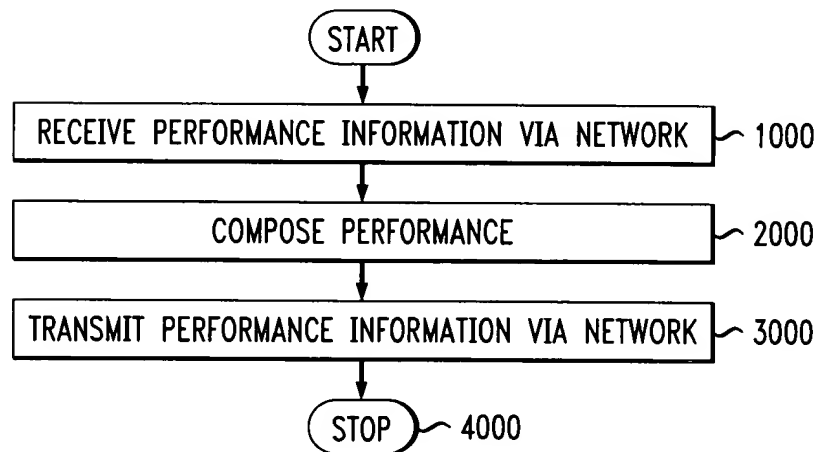 START
RECEIVE PERFORMANCE INFORMATION VIA NETWORK 1000
COMPOSE PERFORMANCE 2000
TRANSMIT PERFORMANCE INFORMATION VIA NETWORK 3000
STOP 4000